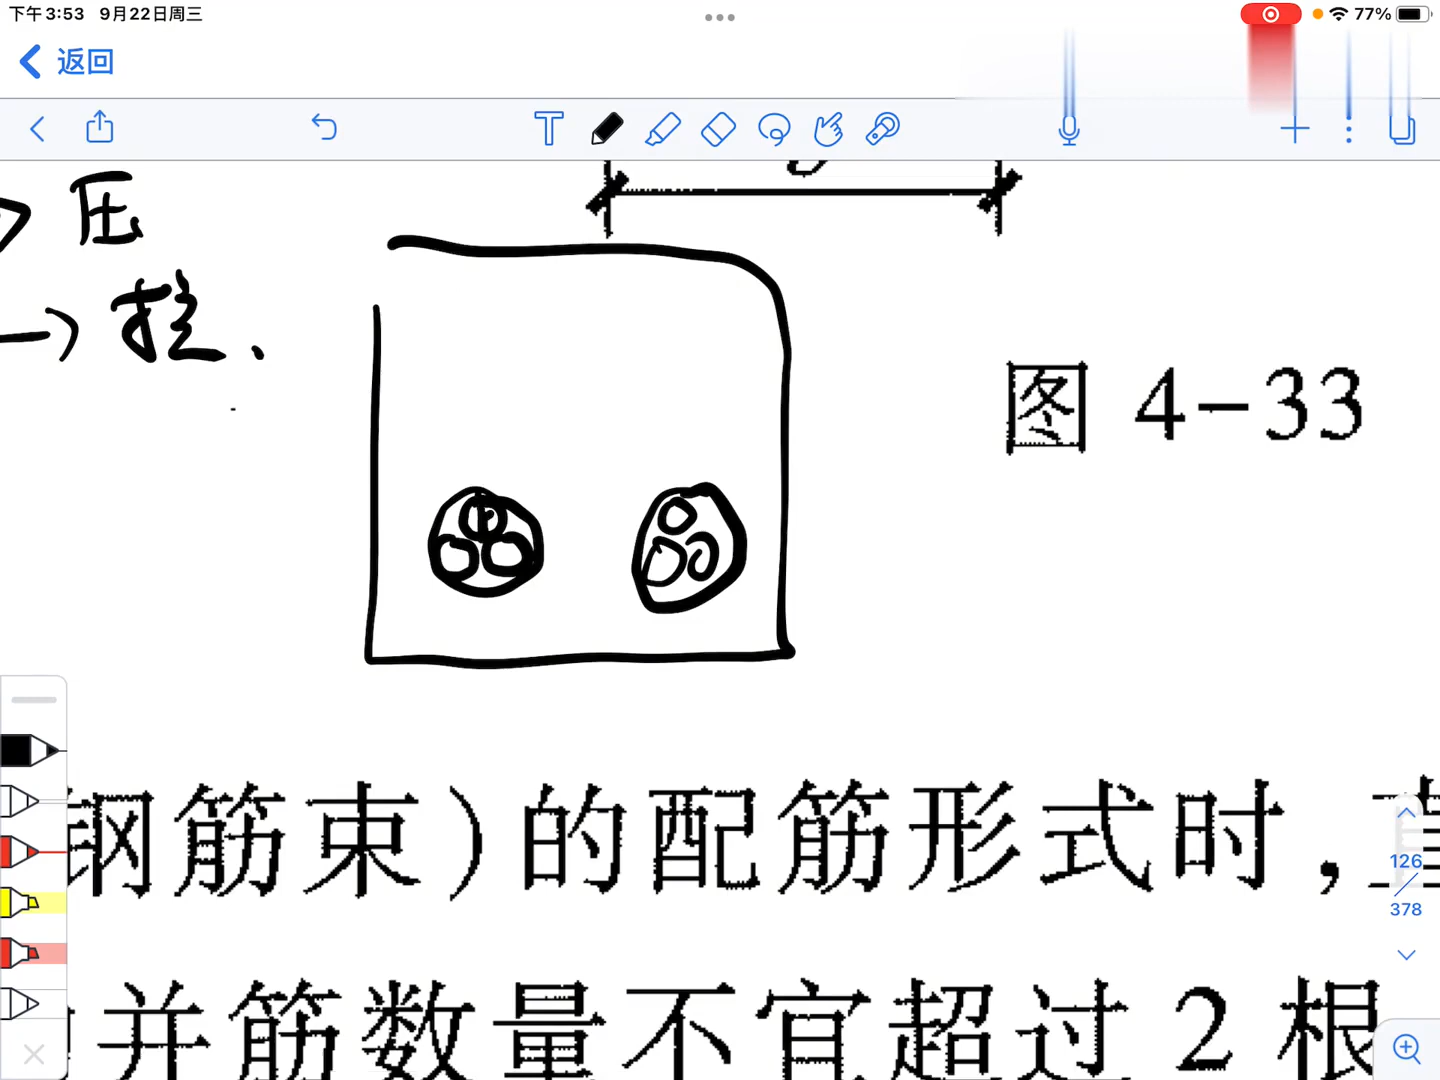 下午3:53 9月22日周三
77%
返回
压
拉.
图 4-33
钢筋束)的配筋形式时,直
126
378
并筋数量不宜超过 2 根